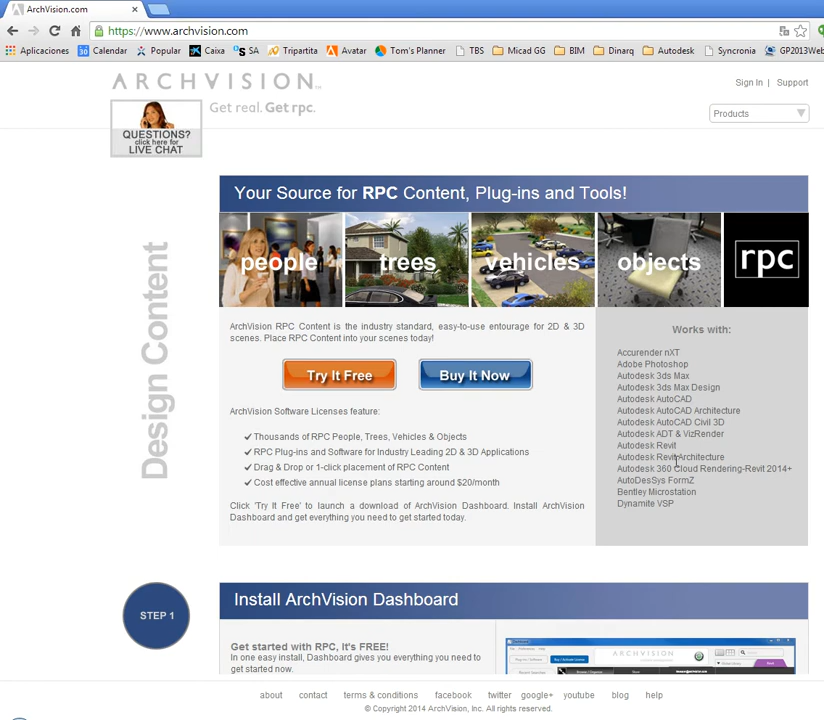 ArchVision.com
https://www.archvision.com
Aplicaciones Calendar Popular Caixa SA Tripartita Avatar Tom's Planner TBS Micad GG BIM Dinarq Autodesk Syncronia GP2013Web
ARCHVISION™
Sign In | Support
Get real. Get rpc.
Products
QUESTIONS?
click here for
LIVE CHAT
Your Source for RPC Content, Plug-ins and Tools!
people trees vehicles objects rpc
Design Content
ArchVision RPC Content is the industry standard, easy-to-use entourage for 2D & 3D
scenes. Place RPC Content into your scenes today!
Try It Free Buy It Now
ArchVision Software Licenses feature:
✓ Thousands of RPC People, Trees, Vehicles & Objects
✓ RPC Plug-ins and Software for Industry Leading 2D & 3D Applications
✓ Drag & Drop or 1-click placement of RPC Content
✓ Cost effective annual license plans starting around $20/month
Click 'Try It Free' to launch a download of ArchVision Dashboard. Install ArchVision
Dashboard and get everything you need to get started today.
Works with:
Accurender nXT
Adobe Photoshop
Autodesk 3ds Max
Autodesk 3ds Max Design
Autodesk AutoCAD
Autodesk AutoCAD Architecture
Autodesk AutoCAD Civil 3D
Autodesk ADT & VizRender
Autodesk Revit
Autodesk Revit Architecture
Autodesk 360 Cloud Rendering-Revit 2014+
AutoDesSys FormZ
Bentley Microstation
Dynamite VSP
STEP 1
Install ArchVision Dashboard
Get started with RPC, It's FREE!
In one easy install, Dashboard gives you everything you need to
get started now.
ARCHVISION
about contact terms & conditions facebook twitter google+ youtube blog help
© Copyright 2014 ArchVision, Inc. All rights reserved.